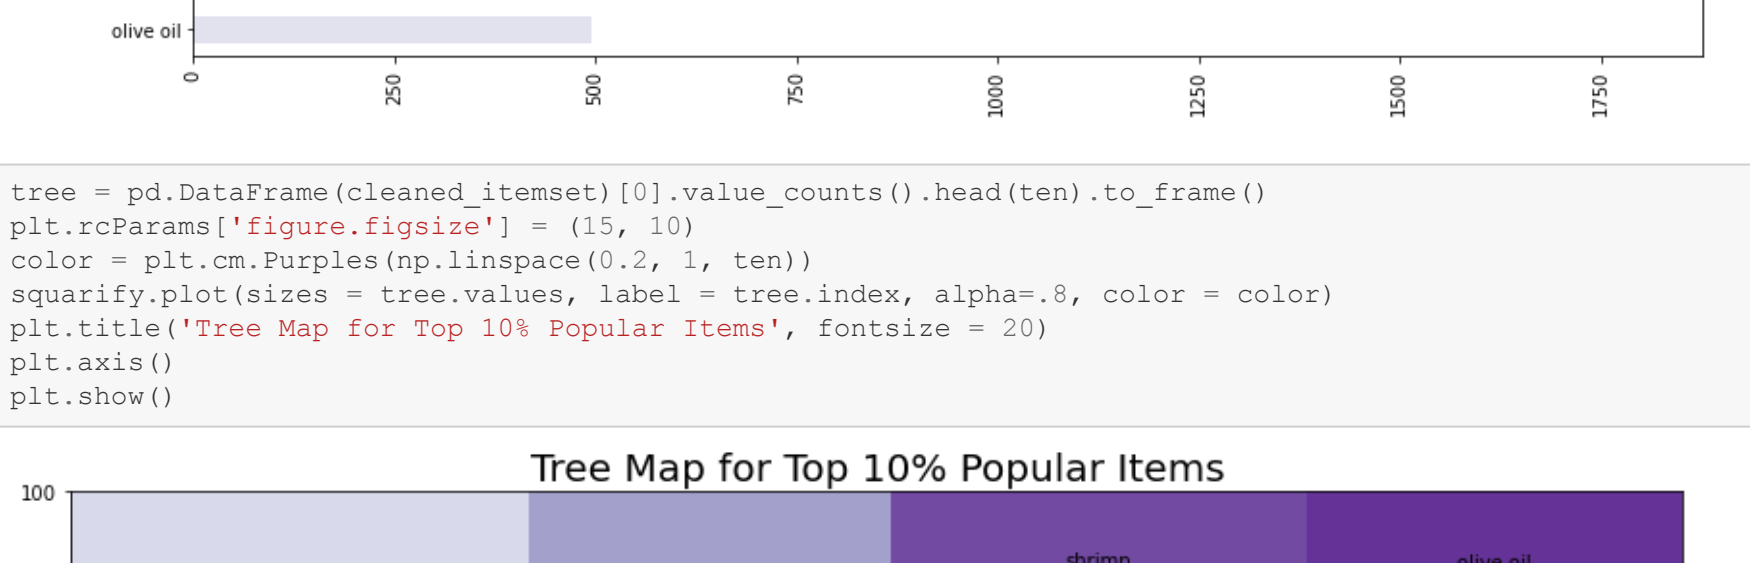 olive oil
0 250 500 750 1000 1250 1500 1750
tree = pd.DataFrame(cleaned_itemset)[0].value_counts().head(ten).to_frame()
plt.rcParams['figure.figsize'] = (15, 10)
color = plt.cm.Purples(np.linspace(0.2, 1, ten))
squarify.plot(sizes = tree.values, label = tree.index, alpha=.8, color = color)
plt.title('Tree Map for Top 10% Popular Items', fontsize = 20)
plt.axis()
plt.show()
Tree Map for Top 10% Popular Items
100
shrimp olive oil